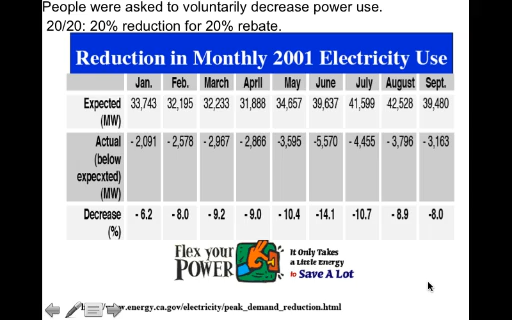 People were asked to voluntarily decrease power use.
20/20: 20% reduction for 20% rebate.
Reduction in Monthly 2001 Electricity Use
Jan. Feb. March April May June July August Sept.
Expected 33,743 32,195 32,233 31,888 34,657 39,637 41,599 42,528 39,480
(MW)
Actual - 2,091 - 2,578 - 2,967 - 2,866 -3,595 -5,570 - 4,455 - 3,796 - 3,163
(below
expecxted)
(MW)
Decrease - 6.2 - 8.0 - 9.2 - 9.0 - 10.4 -14.1 -10.7 - 8.9 -8.0
(%)
Flex your
POWER
It Only Takes
a Little Energy
to Save A Lot
.energy.ca.gov/electricity/peak_demand_reduction.html